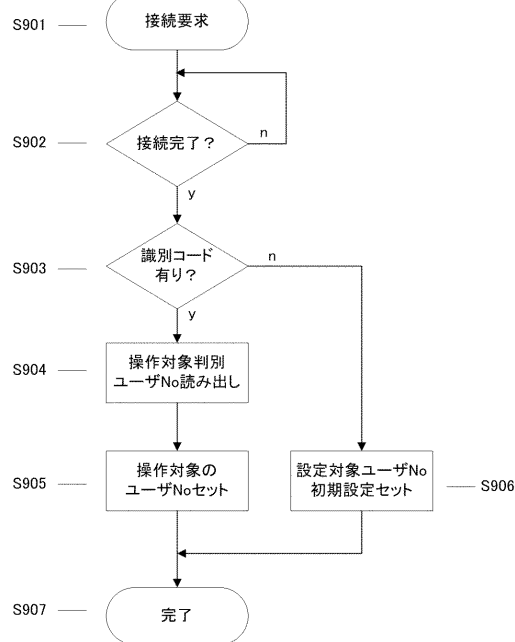 S901
接続要求
S902
接続完了？
n
y
S903
識別コード
有り？
n
y
S904
操作対象判別
ユーザNo読み出し
S905
操作対象の
ユーザNoセット
設定対象ユーザNo
初期設定セット
S906
S907
完了